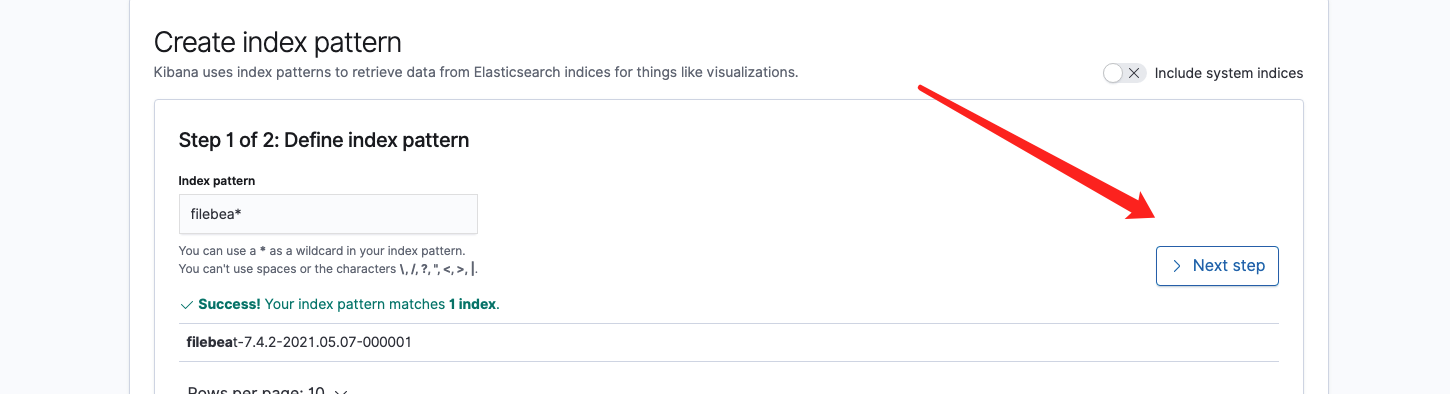 Create index pattern
Kibana uses index patterns to retrieve data from Elasticsearch indices for things like visualizations.
Include system indices
Step 1 of 2: Define index pattern
Index pattern
filebea*
You can use a * as a wildcard in your index pattern.
You can't use spaces or the characters \, /, ?, ", <, >, |.
Next step
Success! Your index pattern matches 1 index.
filebeat-7.4.2-2021.05.07-000001
Rows per page: 10